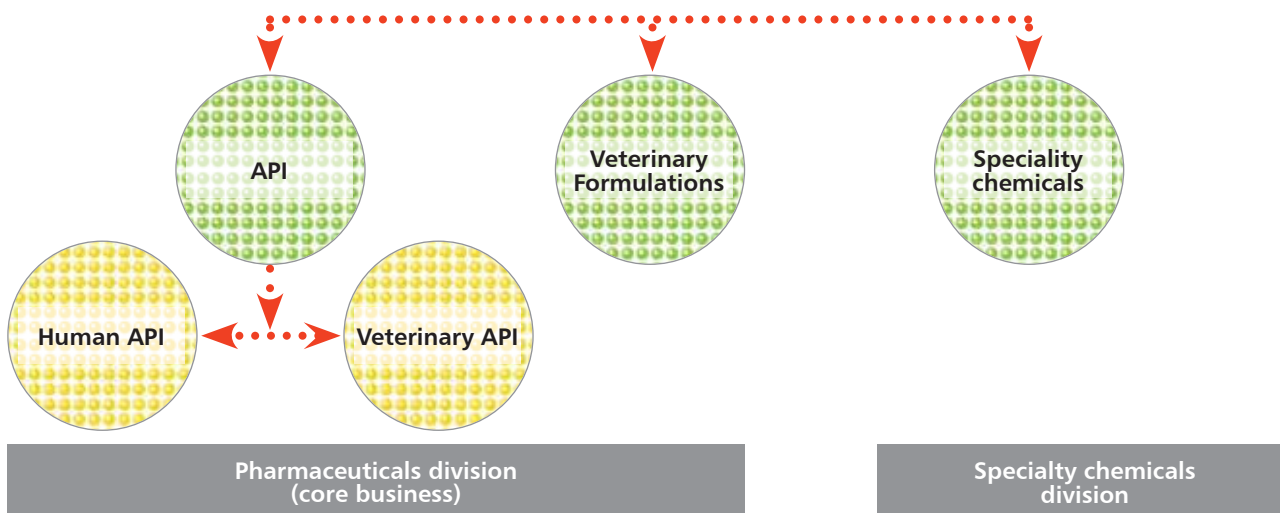 API
Veterinary
Formulations
Speciality
chemicals
Human API
Veterinary API
Pharmaceuticals division
(core business)
Specialty chemicals
division